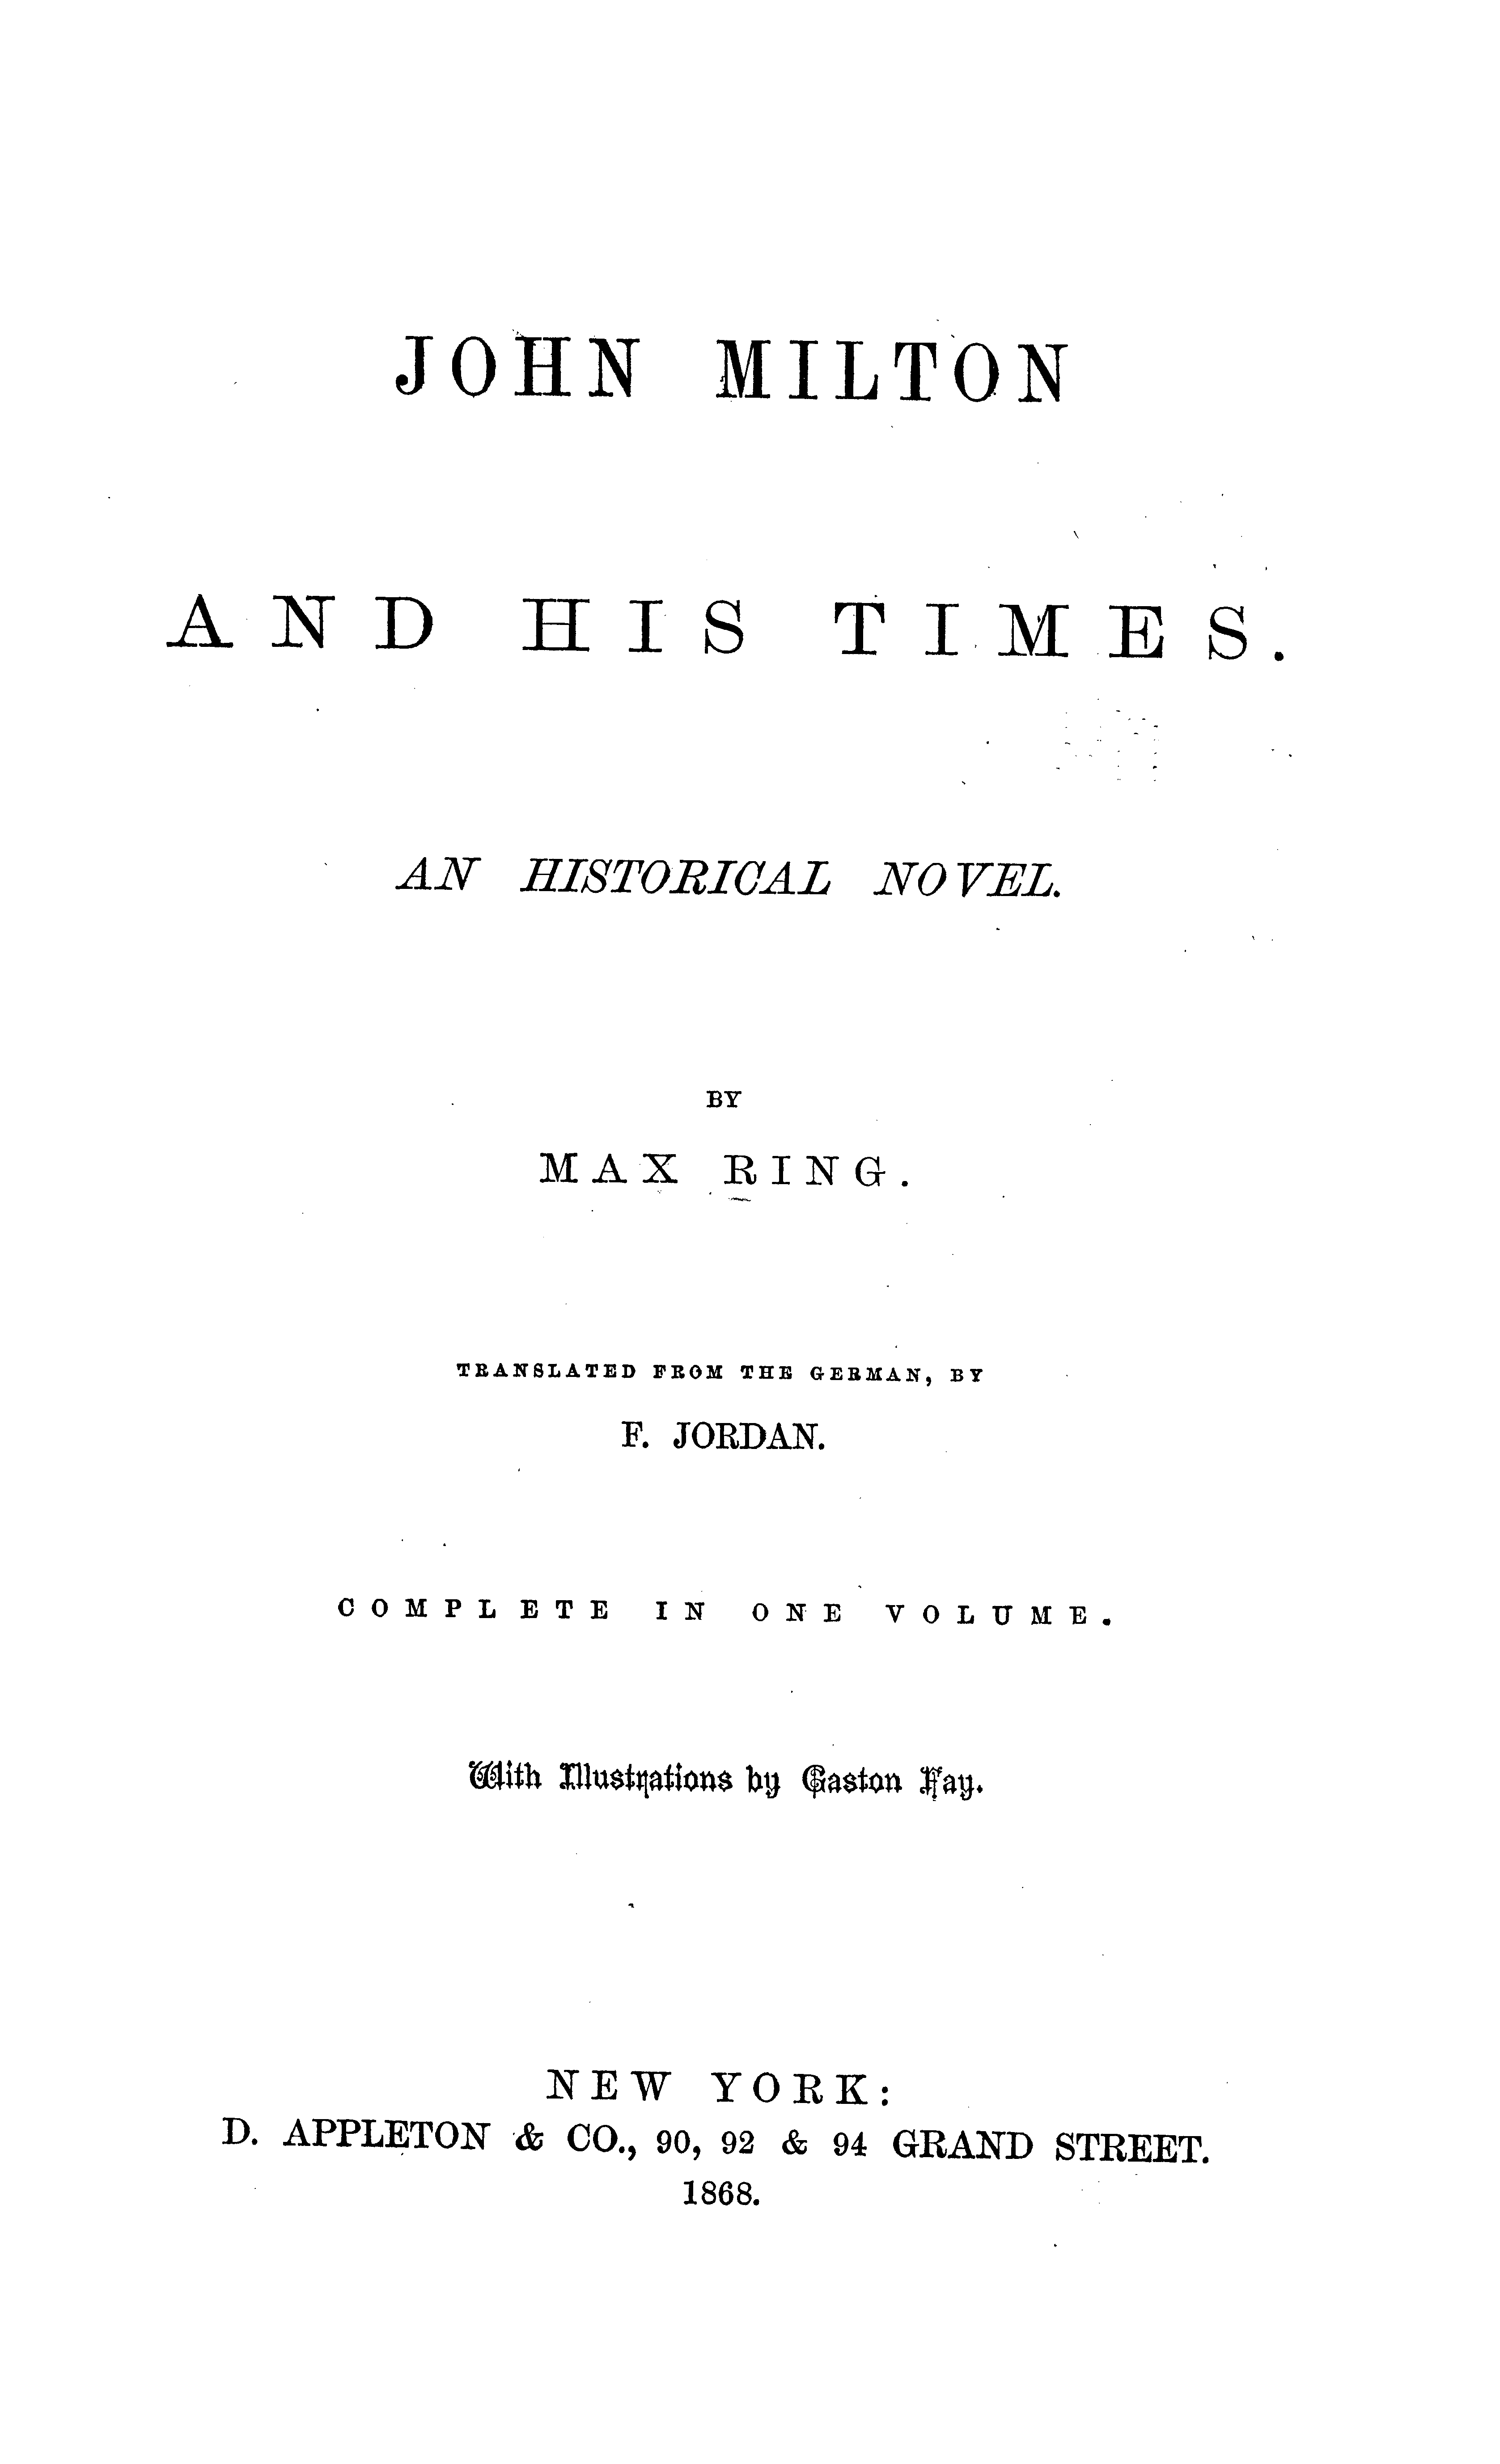 JOHN MILTON
AND HIS TIMES.
AN HISTORICAL NOVEL.
BY
MAX RING.
TRANSLATED FROM THE GERMAN, BY
F. JORDAN.
COMPLETE IN ONE VOLUME.
With Illustrations by Gaston Fay.
NEW YORK:
D. APPLETON & CO., 90, 92 & 94 GRAND STREET.
1868.